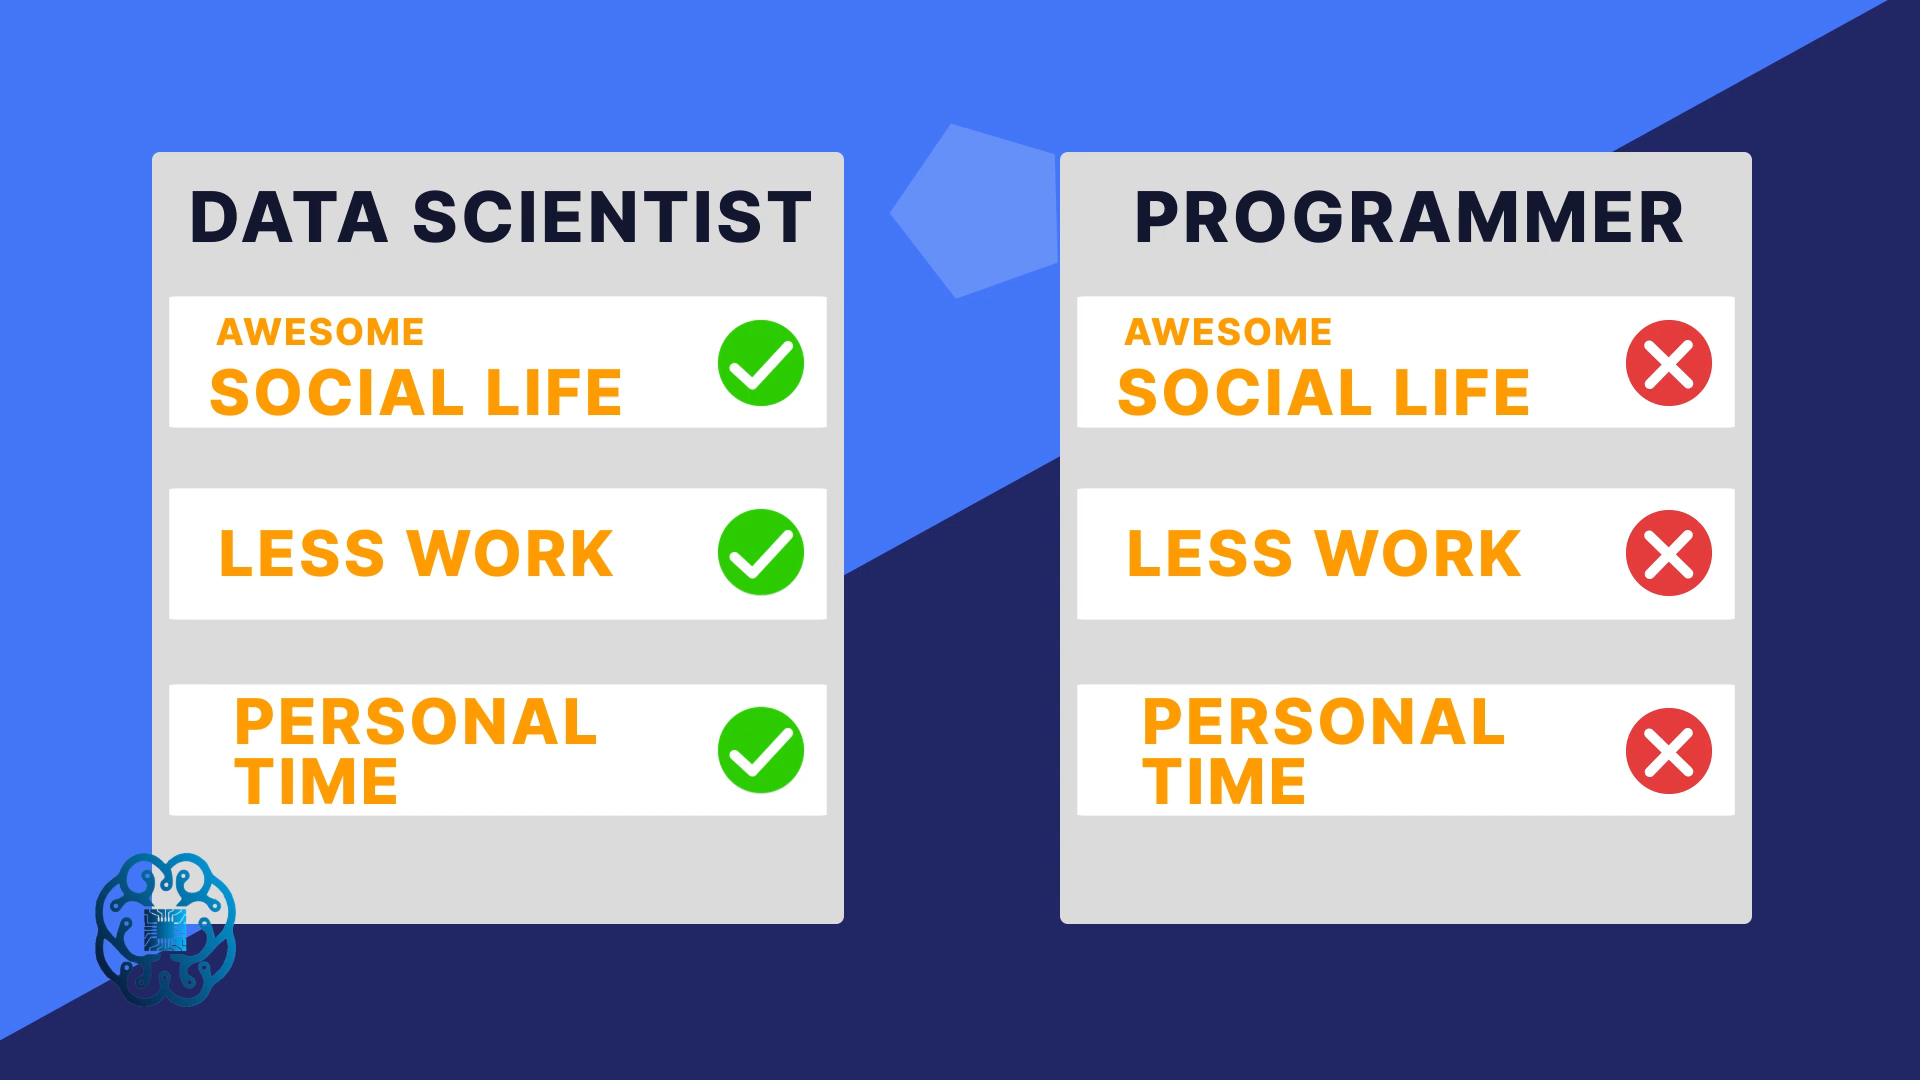 DATA SCIENTIST
AWESOME
SOCIAL LIFE
LESS WORK
PERSONAL
TIME
PROGRAMMER
AWESOME
SOCIAL LIFE
LESS WORK
PERSONAL
TIME